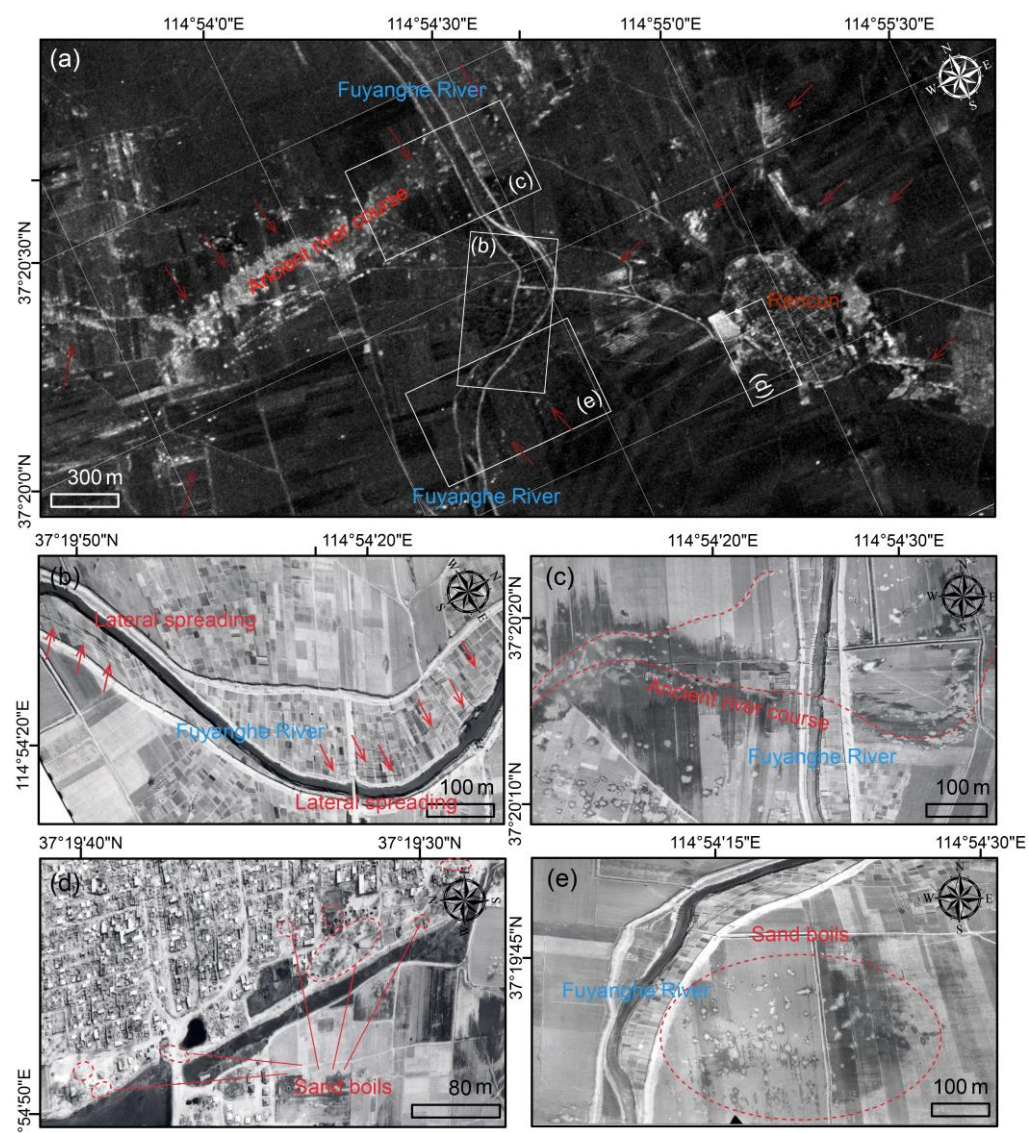 114°54'0"E 114°54'30"E 114°55'0"E 114°55'30"E
(a)
Fuyanghe River
N
E
W
S
(c)
Ancient river course
(b)
37°20'30"N
Rencun
(d)
(e)
300 m
37°20'0"N
Fuyanghe River
37°19'50"N 114°54'20"E
(b)
W
N
S
E
Lateral spreading
Fuyanghe River
114°54'20"E
Lateral spreading
100 m
114°54'20"E 114°54'30"E
(c)
N
W
E
S
37°20'20"N
Ancient river course
Fuyanghe River
100 m
37°20'10"N
37°19'40"N 37°19'30"N
(d)
E
N
S
W
Sand boils
80 m
°54'50"E
114°54'15"E 114°54'30"E
(e)
N
W
E
S
Sand boils
37°19'45"N
Fuyanghe River
100 m